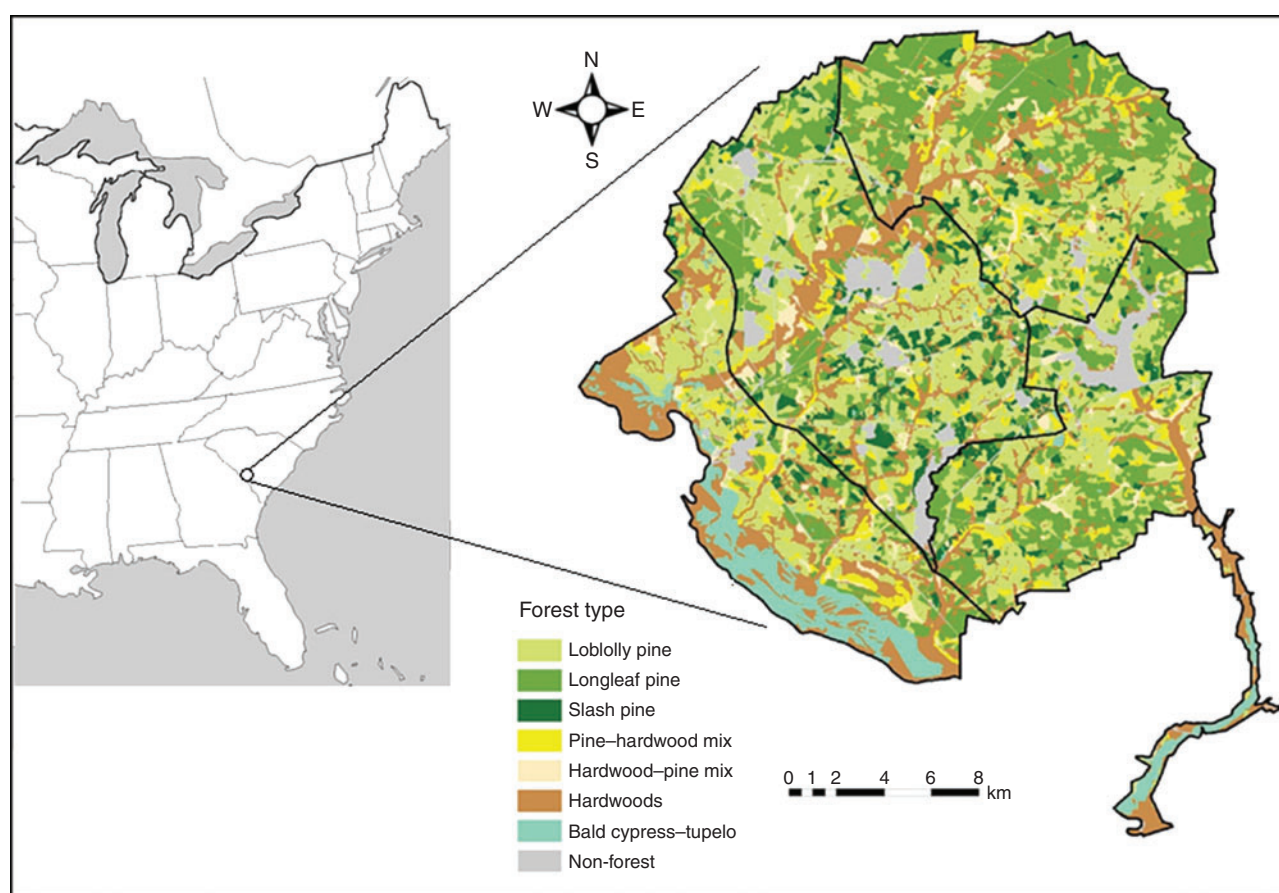 N
W E
S
Forest type
Loblolly pine
Longleaf pine
Slash pine
Pine–hardwood mix
Hardwood–pine mix
Hardwoods
Bald cypress–tupelo
Non-forest
0 1 2 4 6 8
km